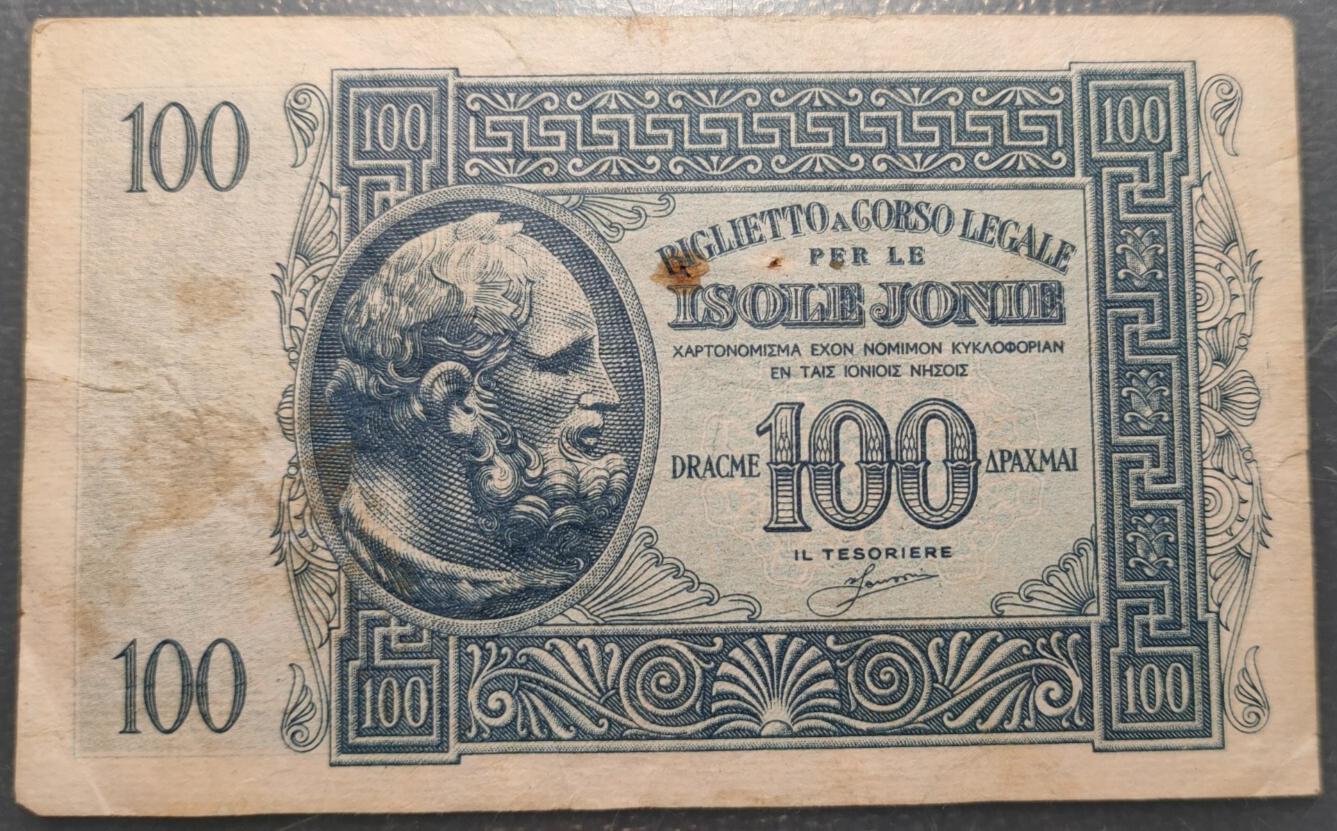 100
100
100
BIGLIETTO A CORSO LEGALE
PER LE
ISOLE JONIE
ΧΑΡΤΟΝΟΜΙΣΜΑ ΕΧΟΝ ΝΟΜΙΜΟΝ ΚΥΚΛΟΦΟΡΙΑΝ
ΕΝ ΤΑΙΣ ΙΟΝΙΟΙΣ ΝΗΣΟΙΣ
DRACME 100 ΔΡΑΧΜΑΙ
IL TESORIERE
100
100
100